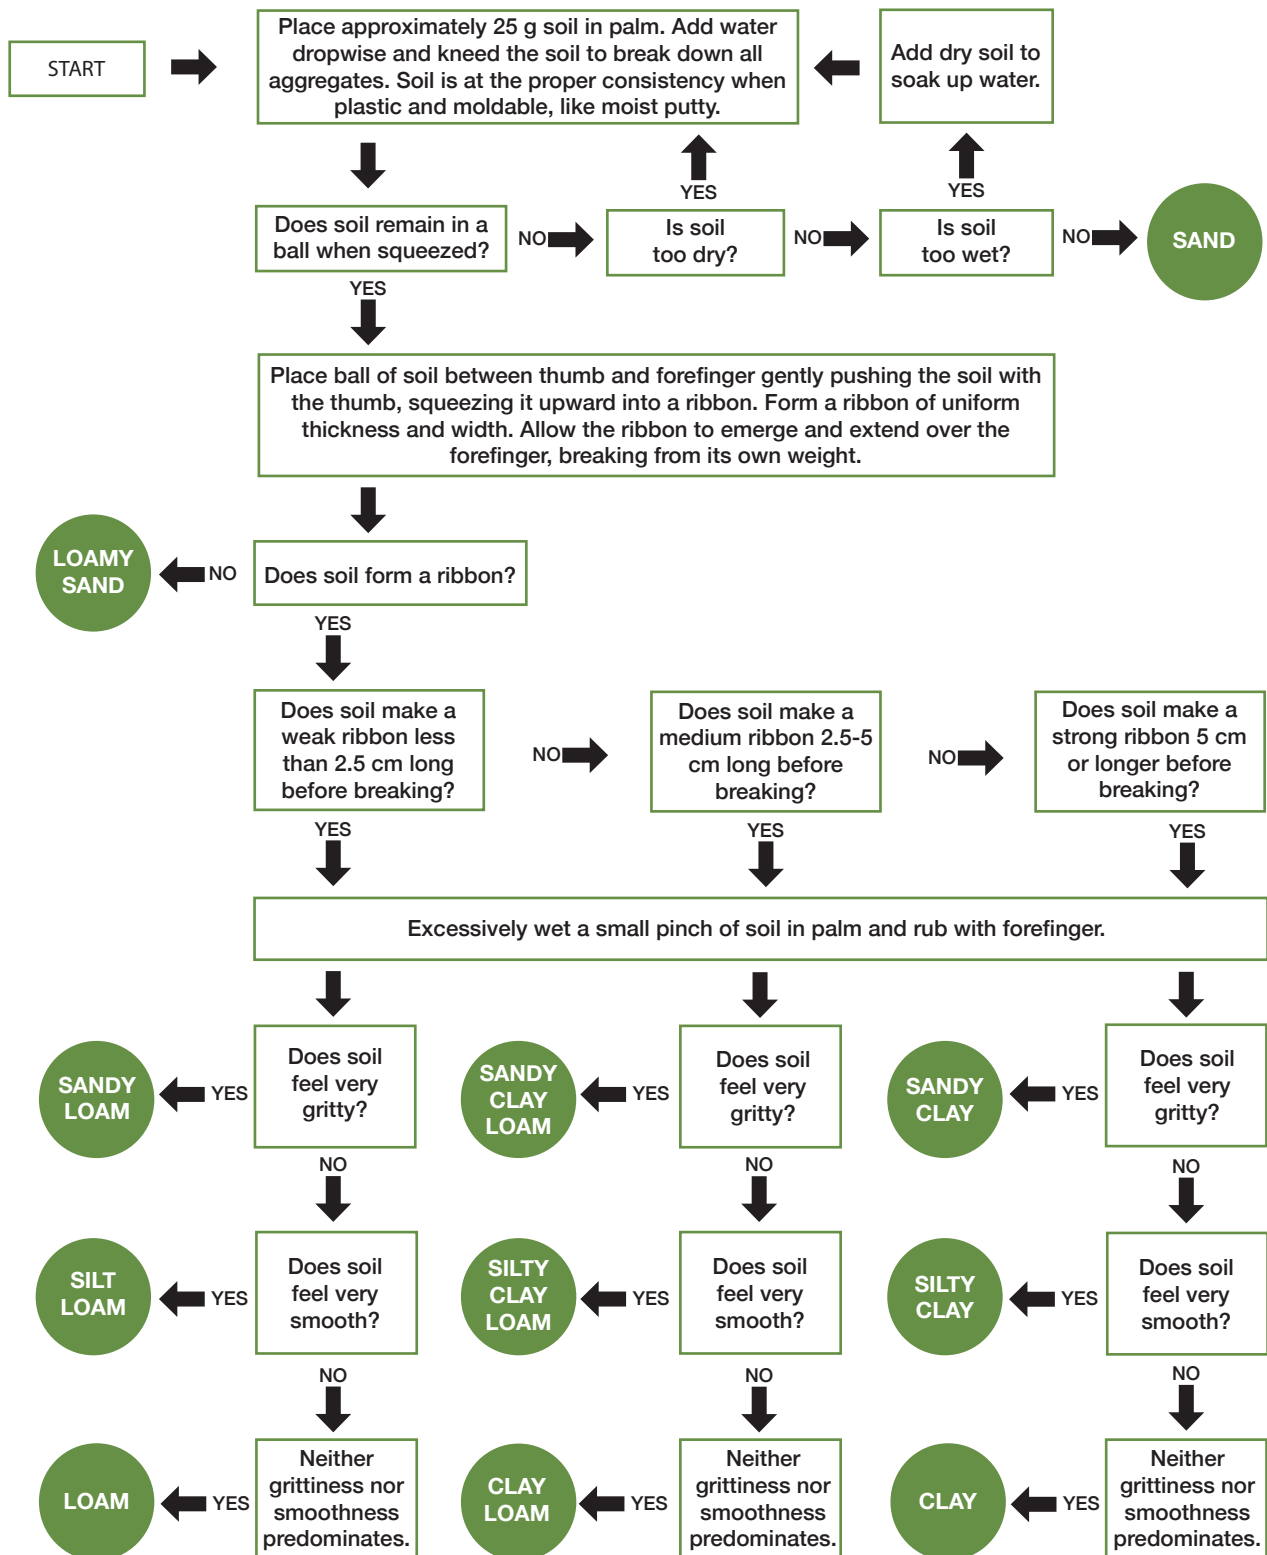 START
Place approximately 25 g soil in palm. Add water
dropwise and kneed the soil to break down all
aggregates. Soil is at the proper consistency when
plastic and moldable, like moist putty.
Add dry soil to
soak up water.
YES
YES
Does soil remain in a
ball when squeezed?
NO
Is soil
too dry?
NO
Is soil
too wet?
NO
SAND
YES
Place ball of soil between thumb and forefinger gently pushing the soil with
the thumb, squeezing it upward into a ribbon. Form a ribbon of uniform
thickness and width. Allow the ribbon to emerge and extend over the
forefinger, breaking from its own weight.
LOAMY
SAND
NO
Does soil form a ribbon?
YES
Does soil make a
weak ribbon less
than 2.5 cm long
before breaking?
NO
Does soil make a
medium ribbon 2.5-5
cm long before
breaking?
NO
Does soil make a
strong ribbon 5 cm
or longer before
breaking?
YES
YES
YES
Excessively wet a small pinch of soil in palm and rub with forefinger.
SANDY
LOAM
YES
Does soil
feel very
gritty?
SANDY
CLAY
LOAM
YES
Does soil
feel very
gritty?
SANDY
CLAY
YES
Does soil
feel very
gritty?
NO
NO
NO
SILT
LOAM
YES
Does soil
feel very
smooth?
SILTY
CLAY
LOAM
YES
Does soil
feel very
smooth?
SILTY
CLAY
YES
Does soil
feel very
smooth?
NO
NO
NO
LOAM
YES
Neither
grittiness nor
smoothness
predominates.
CLAY
LOAM
YES
Neither
grittiness nor
smoothness
predominates.
CLAY
YES
Neither
grittiness nor
smoothness
predominates.